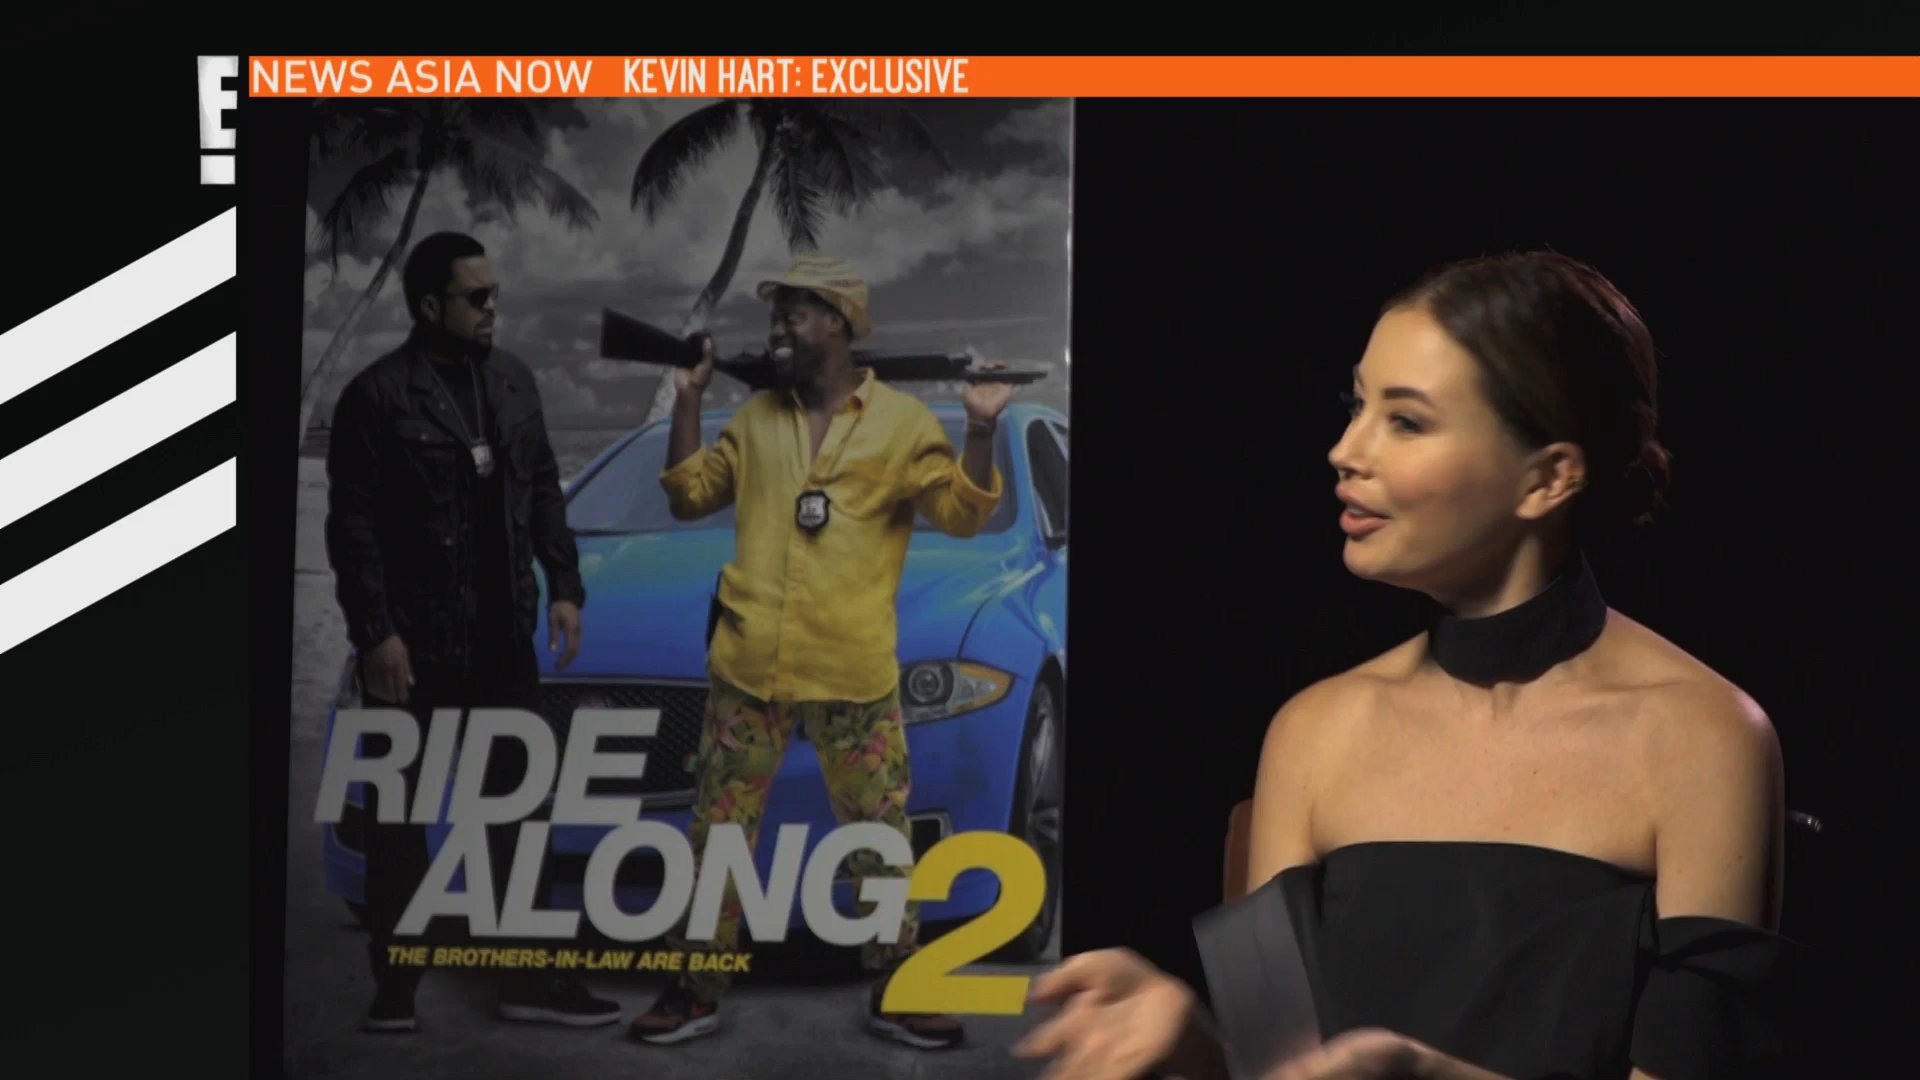 E!
NEWS ASIA NOW KEVIN HART: EXCLUSIVE
RIDE
ALONG 2
THE BROTHERS-IN-LAW ARE BACK